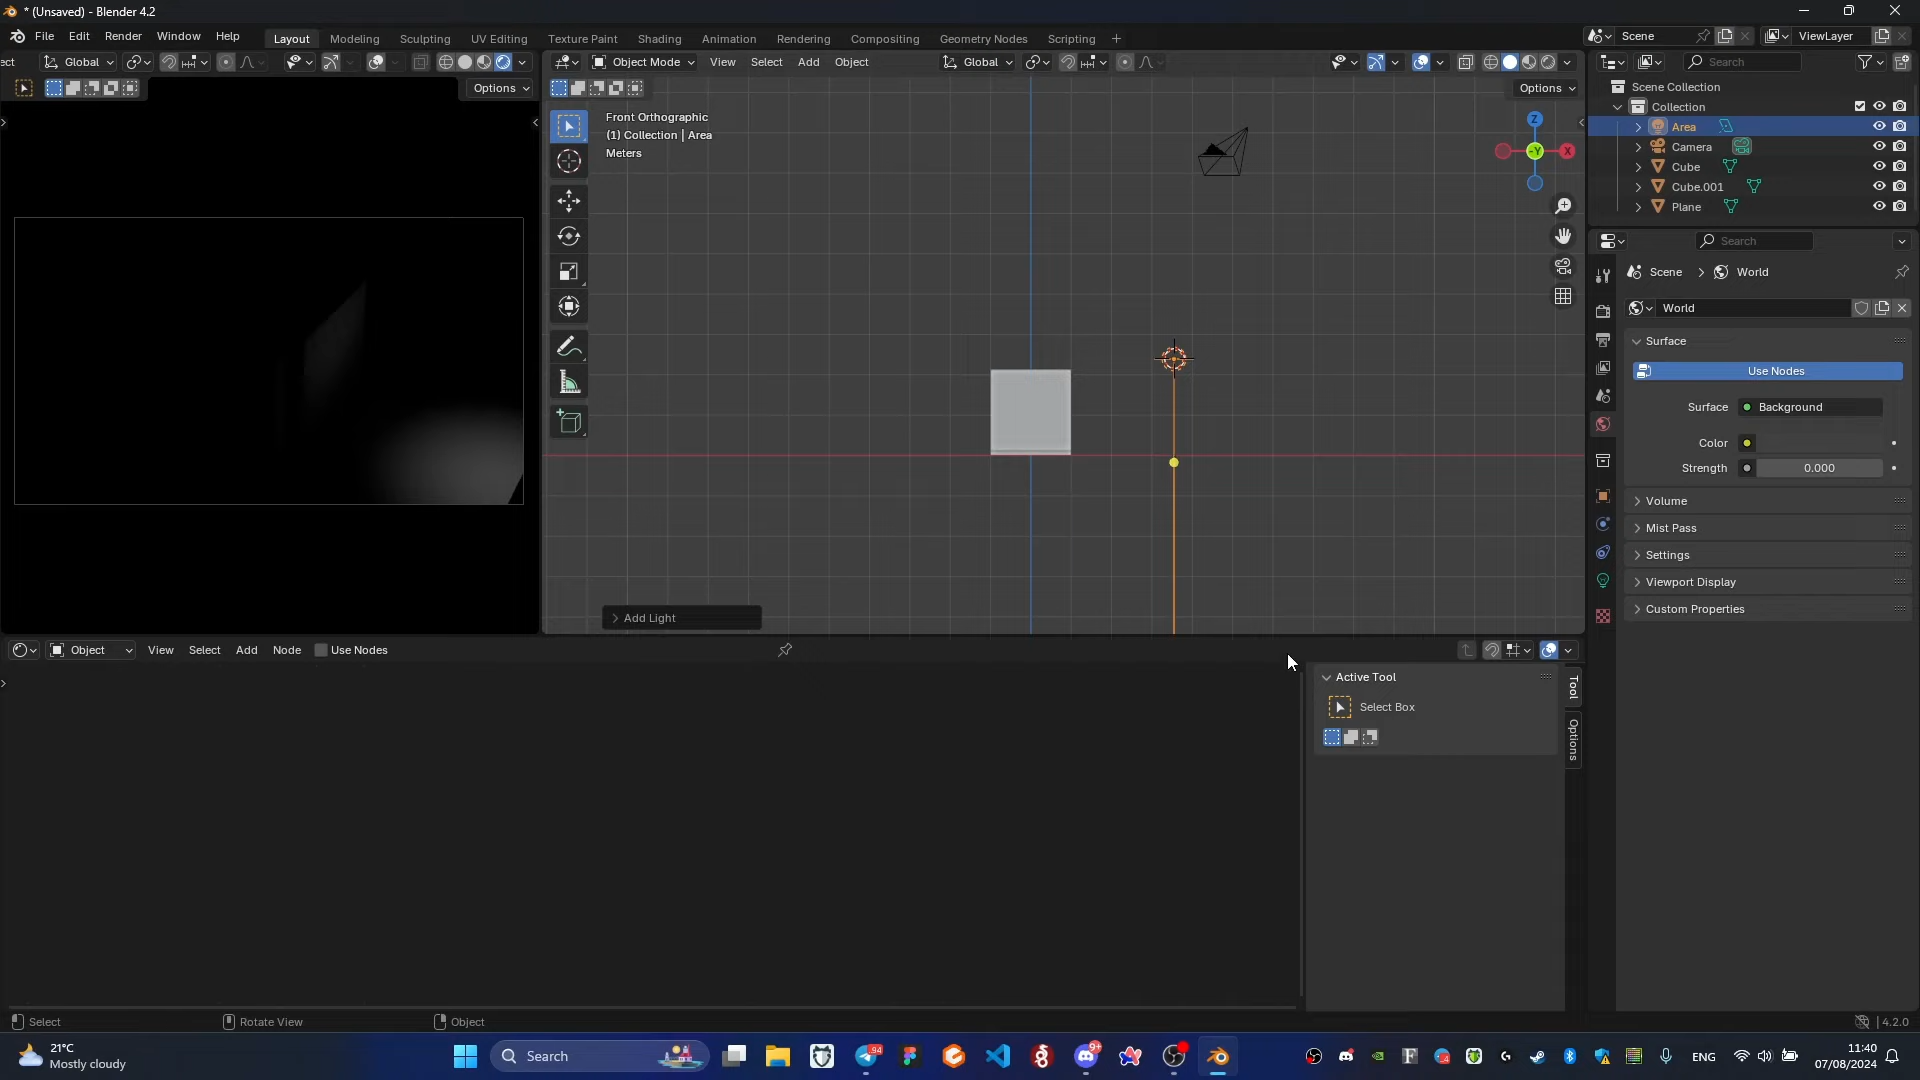 * (Unsaved) - Blender 4.2
File Edit Render Window Help
Layout Modeling Sculpting UV Editing Texture Paint Shading Animation Rendering Compositing Geometry Nodes Scripting +
Scene
ViewLayer
ect Global
Object Mode View Select Add Object Global
Search
Options
Options
Front Orthographic
(1) Collection | Area
Meters
Z
-Y
X
Scene Collection
Collection
Area
Camera
Cube
Cube.001
Plane
Search
Scene > World
World
Surface
Use Nodes
Surface Background
Color
Strength 0.000
Volume
Mist Pass
Settings
Viewport Display
Custom Properties
Add Light
Object View Select Add Node Use Nodes
Active Tool
Select Box
Tool
Options
Select Rotate View Object
4.2.0
21°C
Mostly cloudy
Search
94
9+
ENG
11:40
07/08/2024